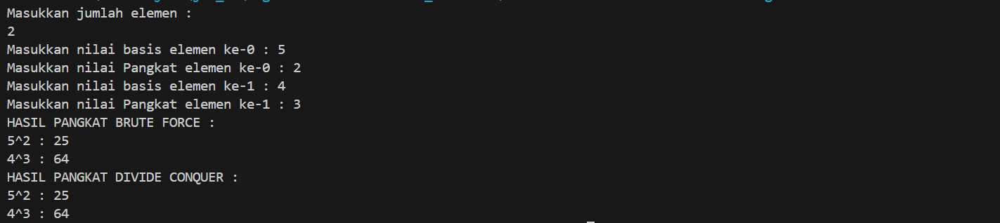 Masukkan jumlah elemen :
2
Masukkan nilai basis elemen ke-0 : 5
Masukkan nilai Pangkat elemen ke-0 : 2
Masukkan nilai basis elemen ke-1 : 4
Masukkan nilai Pangkat elemen ke-1 : 3
HASIL PANGKAT BRUTE FORCE :
5^2 : 25
4^3 : 64
HASIL PANGKAT DIVIDE CONQUER :
5^2 : 25
4^3 : 64